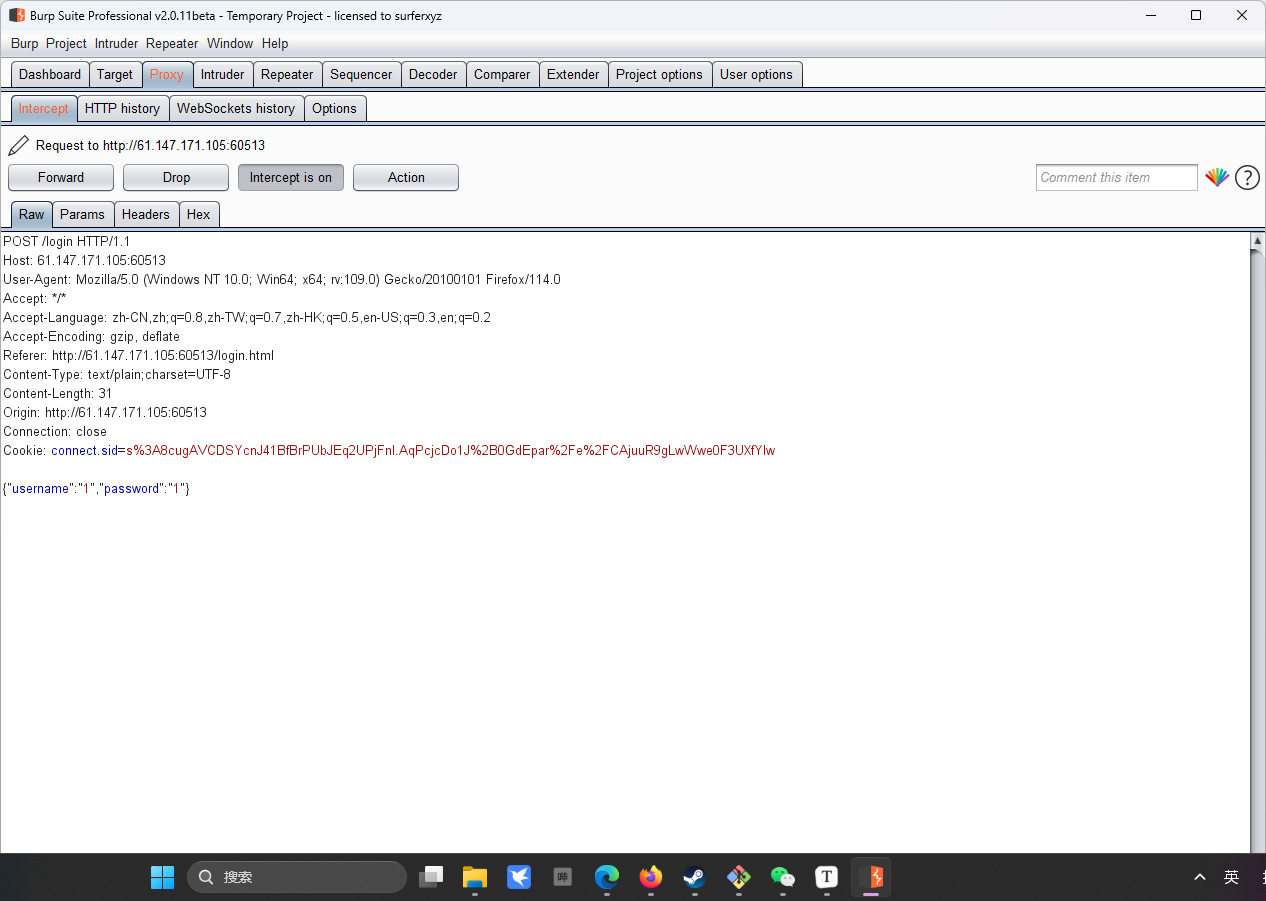 Burp Suite Professional v2.0.11beta - Temporary Project - licensed to surferxyz
Burp Project Intruder Repeater Window Help
Dashboard Target Proxy Intruder Repeater Sequencer Decoder Comparer Extender Project options User options
Intercept HTTP history WebSockets history Options
Request to http://61.147.171.105:60513
Forward Drop Intercept is on Action Comment this item ?
Raw Params Headers Hex
POST /login HTTP/1.1
Host: 61.147.171.105:60513
User-Agent: Mozilla/5.0 (Windows NT 10.0; Win64; x64; rv:109.0) Gecko/20100101 Firefox/114.0
Accept: */*
Accept-Language: zh-CN,zh;q=0.8,zh-TW;q=0.7,zh-HK;q=0.5,en-US;q=0.3,en;q=0.2
Accept-Encoding: gzip, deflate
Referer: http://61.147.171.105:60513/login.html
Content-Type: text/plain;charset=UTF-8
Content-Length: 31
Origin: http://61.147.171.105:60513
Connection: close
Cookie: connect.sid=s%3A8cugAVCDSYcnJ41BfBrPUbJEq2UPjFnI.AqPcjcDo1J%2B0GdEpar%2Fe%2FCAjuuR9gLwWwe0F3UXfYIw
{"username":"1","password":"1"}
搜索 哔 T 英